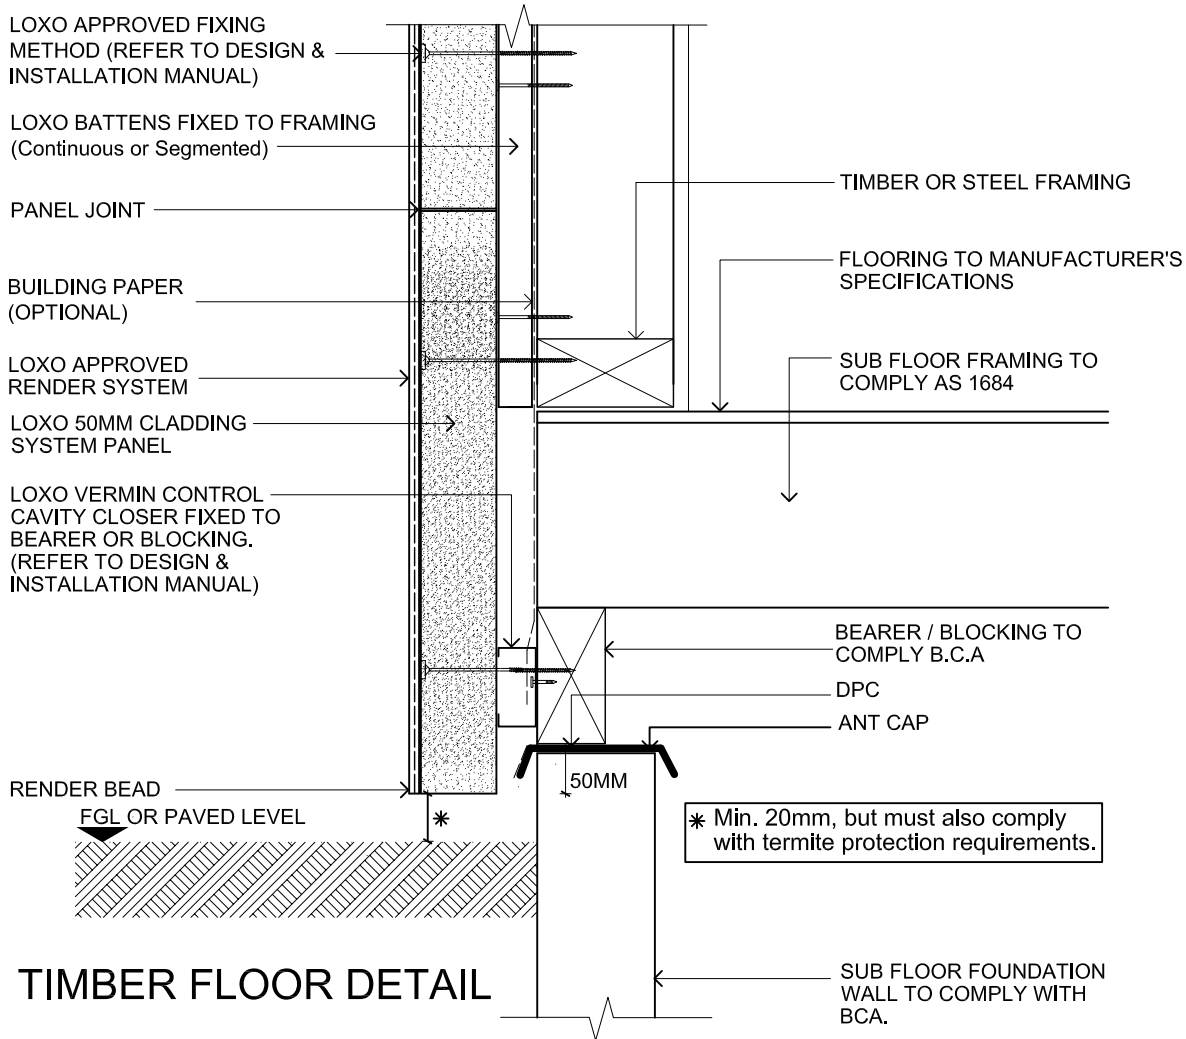 LOXO APPROVED FIXING
METHOD (REFER TO DESIGN &
INSTALLATION MANUAL)
LOXO BATTENS FIXED TO FRAMING
(Continuous or Segmented)
PANEL JOINT
BUILDING PAPER
(OPTIONAL)
LOXO APPROVED
RENDER SYSTEM
LOXO 50MM CLADDING
SYSTEM PANEL
LOXO VERMIN CONTROL
CAVITY CLOSER FIXED TO
BEARER OR BLOCKING.
(REFER TO DESIGN &
INSTALLATION MANUAL)
RENDER BEAD
FGL OR PAVED LEVEL
TIMBER OR STEEL FRAMING
FLOORING TO MANUFACTURER'S
SPECIFICATIONS
SUB FLOOR FRAMING TO
COMPLY AS 1684
BEARER / BLOCKING TO
COMPLY B.C.A
DPC
ANT CAP
50MM
*
* Min. 20mm, but must also comply
with termite protection requirements.
SUB FLOOR FOUNDATION
WALL TO COMPLY WITH
BCA.
TIMBER FLOOR DETAIL